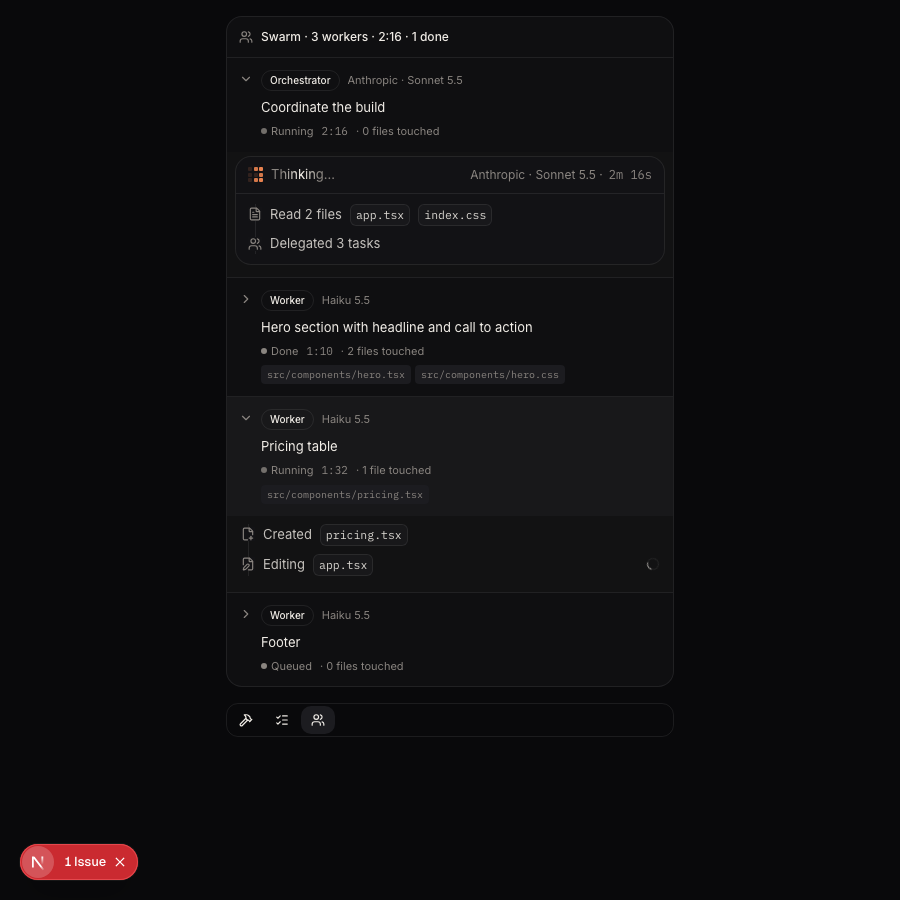 Swarm · 3 workers · 2:16 · 1 done
Orchestrator Anthropic · Sonnet 5.5
Coordinate the build
Running 2:16 · 0 files touched
Thinking... Anthropic · Sonnet 5.5 · 2m 16s
Read 2 files app.tsx index.css
Delegated 3 tasks
Worker Haiku 5.5
Hero section with headline and call to action
Done 1:10 · 2 files touched
src/components/hero.tsx src/components/hero.css
Worker Haiku 5.5
Pricing table
Running 1:32 · 1 file touched
src/components/pricing.tsx
Created pricing.tsx
Editing app.tsx
Worker Haiku 5.5
Footer
Queued · 0 files touched
N 1 Issue